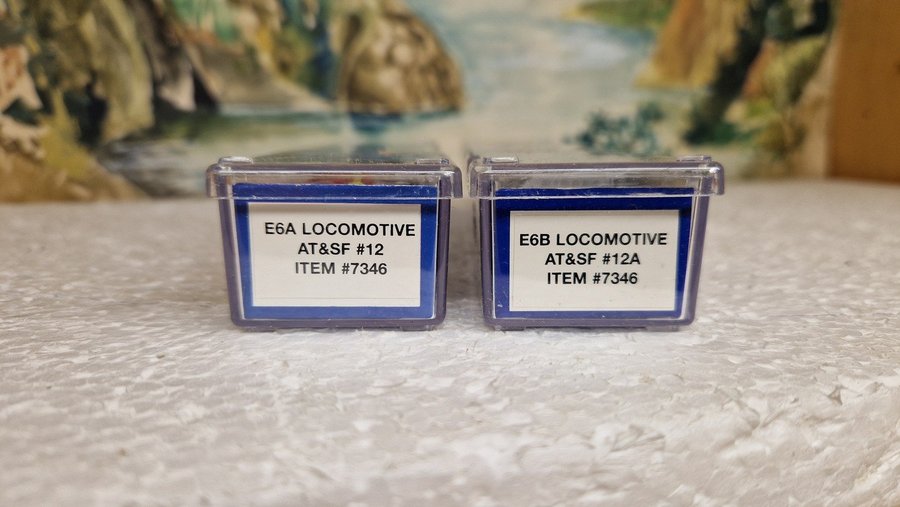 E6A LOCOMOTIVE
AT&SF #12
ITEM #7346
E6B LOCOMOTIVE
AT&SF #12A
ITEM #7346